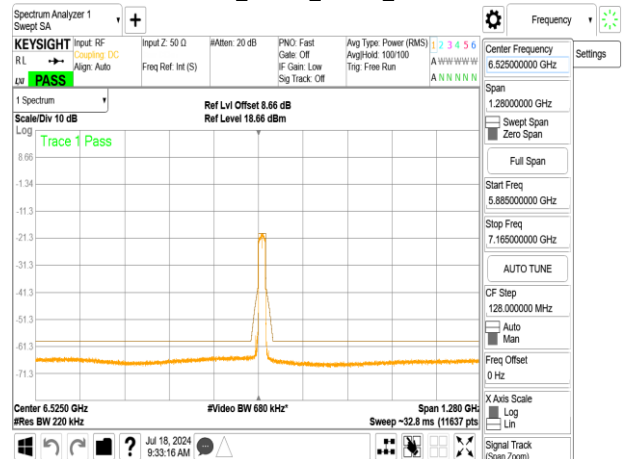 Spectrum Analyzer 1
Swept SA
Frequency
KEYSIGHT
Input: RF
Coupling: DC
Align: Auto
Input Z: 50 Ω
Freq Ref: Int (S)
#Atten: 20 dB
PNO: Fast
Gate: Off
IF Gain: Low
Sig Track: Off
Avg Type: Power (RMS)
Avg|Hold: 100/100
Trig: Free Run
1 2 3 4 5 6
A W W W W W
A N N N N N
R L
LXI
PASS
1 Spectrum
Scale/Div 10 dB
Ref Lvl Offset 8.66 dB
Ref Level 18.66 dBm
Log
Trace 1 Pass
8.66
-1.34
-11.3
-21.3
-31.3
-41.3
-51.3
-61.3
-71.3
Center 6.5250 GHz
#Video BW 680 kHz*
Span 1.280 GHz
#Res BW 220 kHz
Sweep ~32.8 ms (11637 pts
Jul 18, 2024
9:33:16 AM
Center Frequency
6.525000000 GHz
Settings
Span
1.28000000 GHz
Swept Span
Zero Span
Full Span
Start Freq
5.885000000 GHz
Stop Freq
7.165000000 GHz
AUTO TUNE
CF Step
128.000000 MHz
Auto
Man
Freq Offset
0 Hz
X Axis Scale
Log
Lin
Signal Track
(Span Zoom)